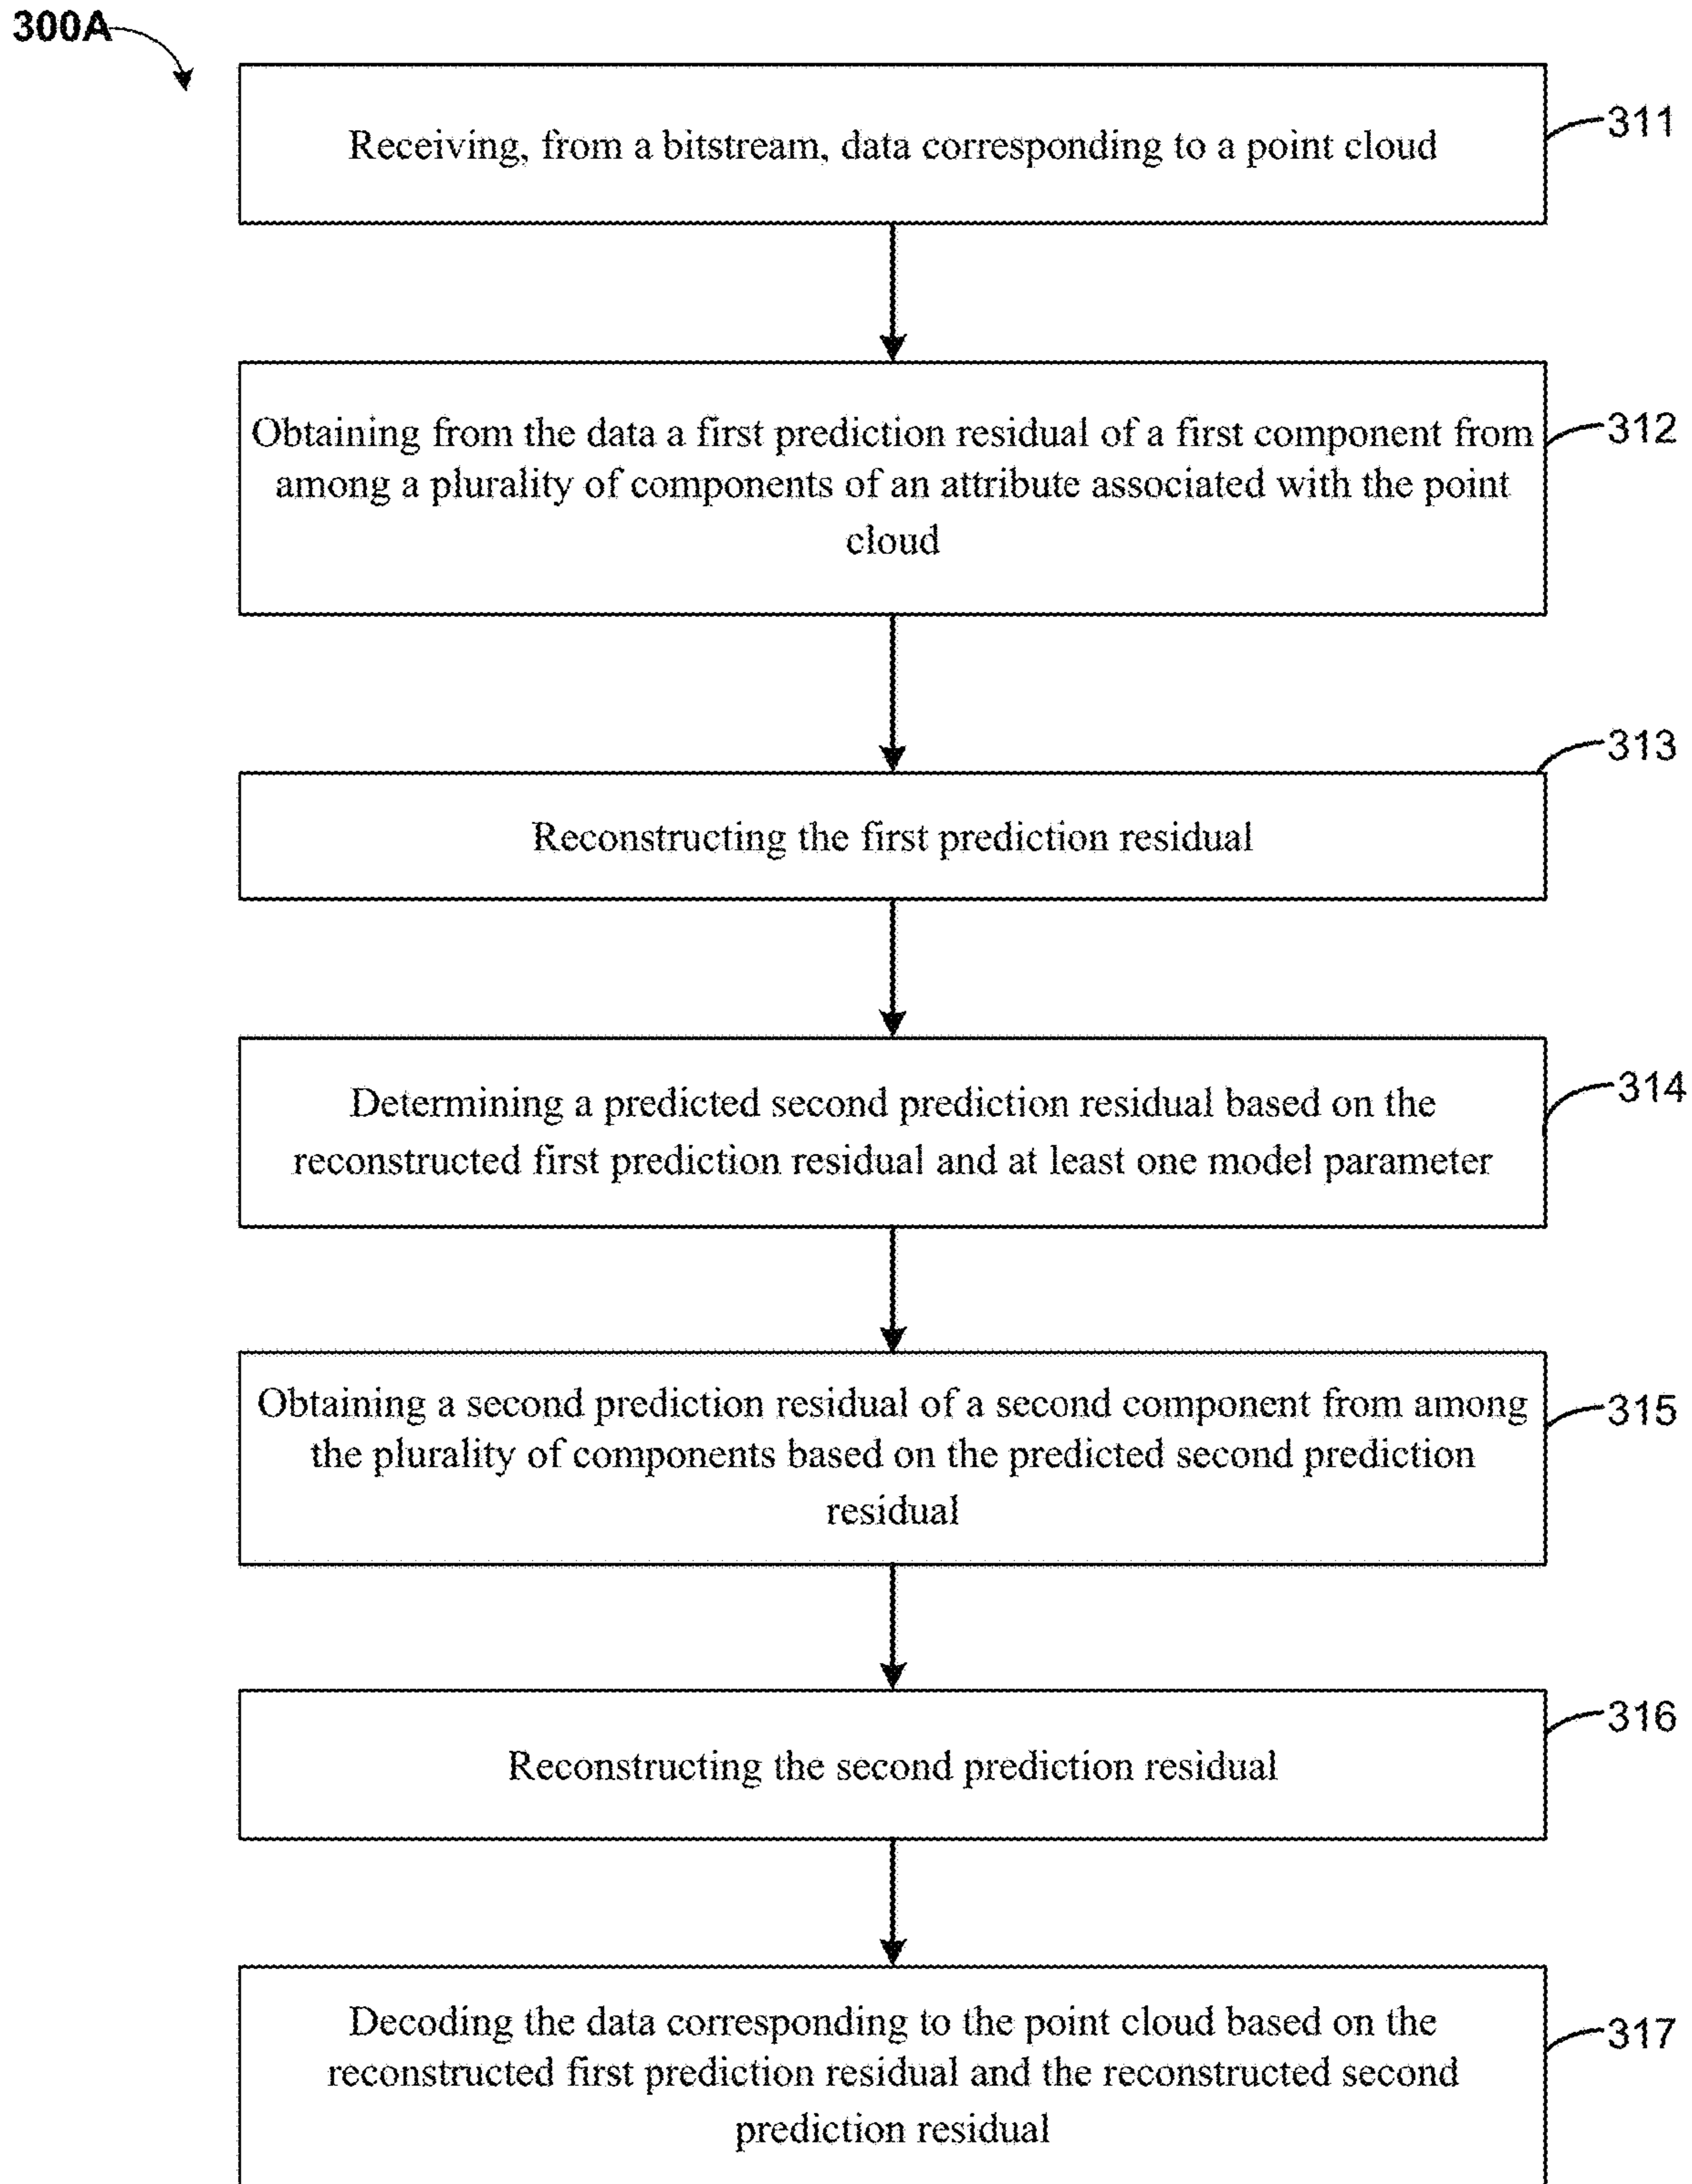 300A
Receiving, from a bitstream, data corresponding to a point cloud
311
Obtaining from the data a first prediction residual of a first component from
among a plurality of components of an attribute associated with the point
cloud
312
313
Reconstructing the first prediction residual
Determining a predicted second prediction residual based on the
reconstructed first prediction residual and at least one model parameter
314
Obtaining a second prediction residual of a second component from among
the plurality of components based on the predicted second prediction
residual
315
Reconstructing the second prediction residual
316
Decoding the data corresponding to the point cloud based on the
reconstructed first prediction residual and the reconstructed second
prediction residual
317